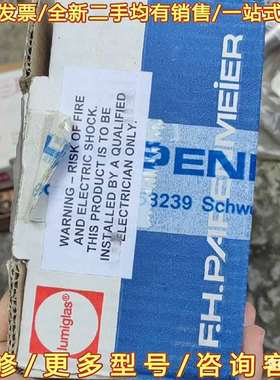 发票/全新二手均有销售/一站式
WARNING – RISK OF FIRE
AND ELECTRIC SHOCK.
THIS PRODUCT IS TO BE
INSTALLED BY A QUALIFIED
ELECTRICIAN ONLY.
PEN
58239 Schw
F.H.PAPENMEIER
lumiglas®
修/更多型号/咨询客